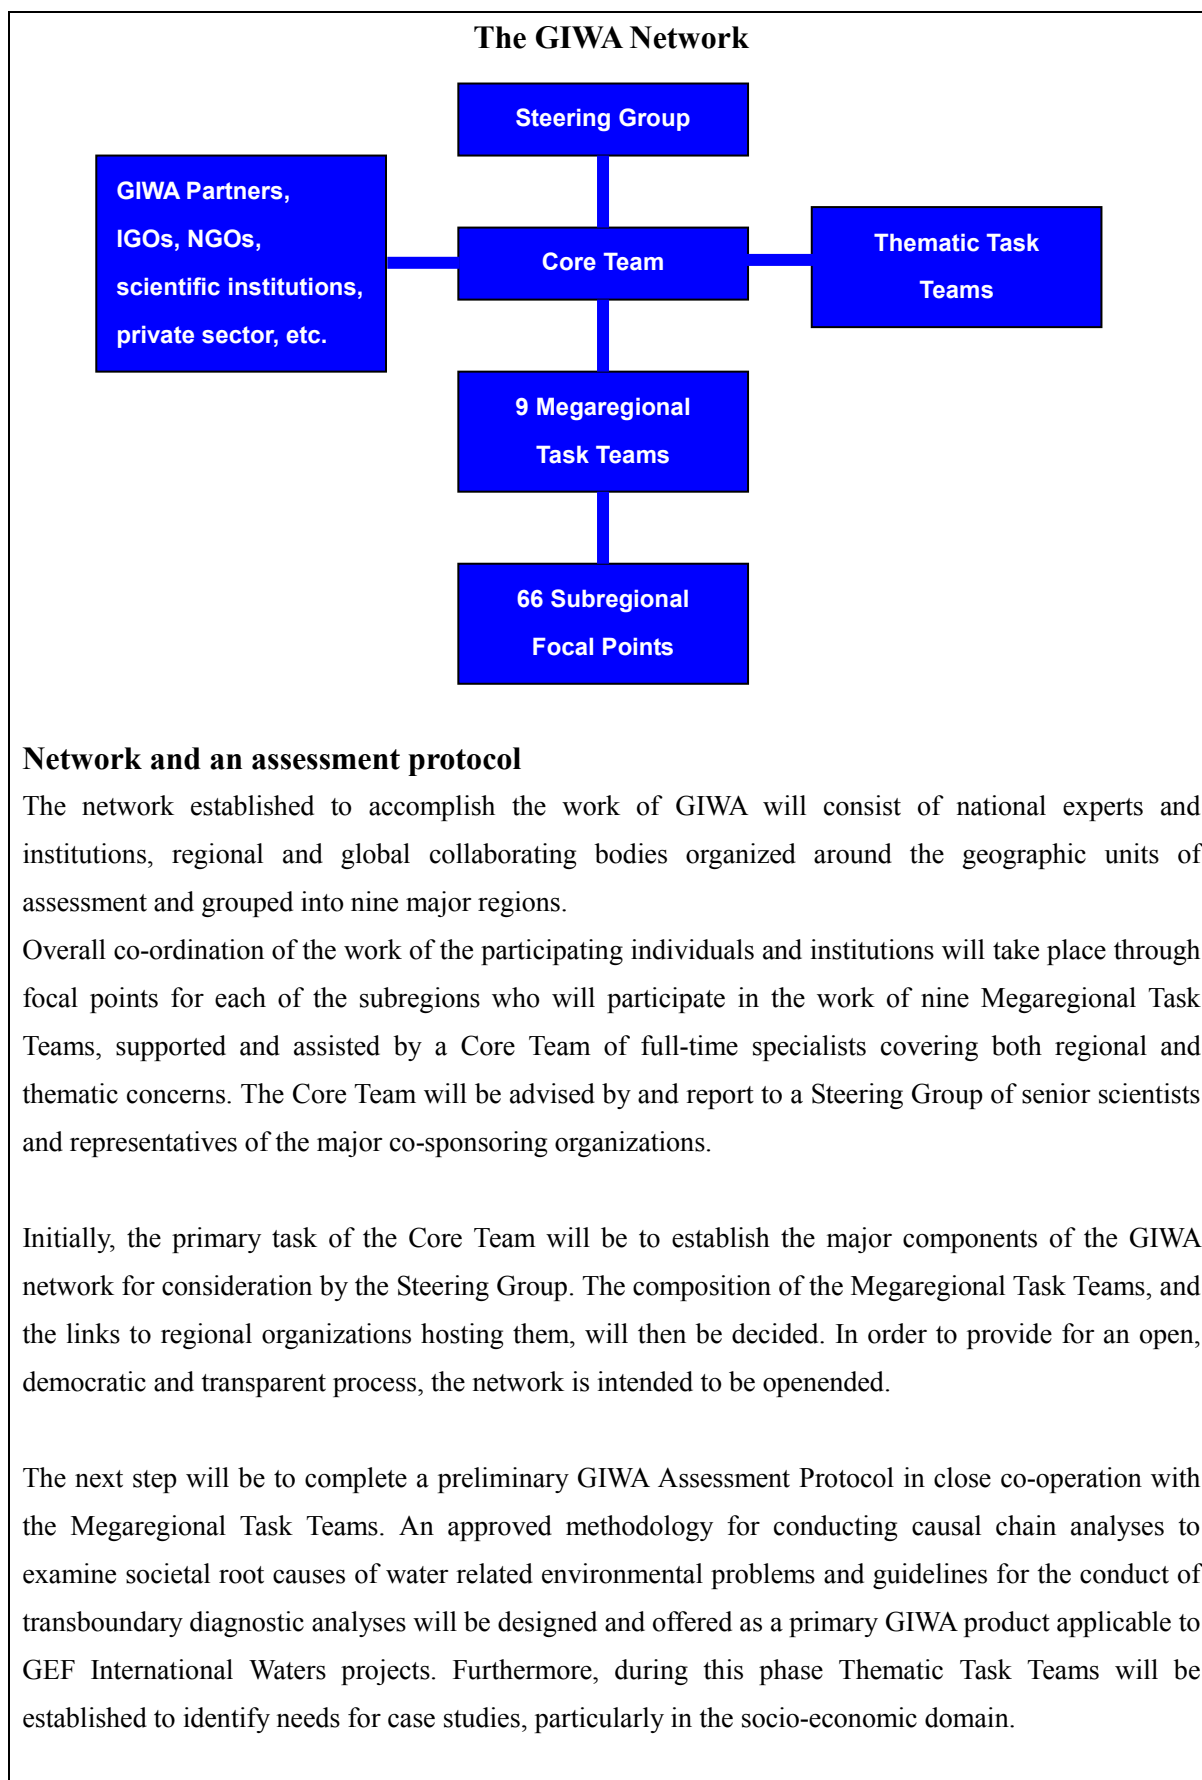 The GIWA Network
Steering Group
GIWA Partners,
IGOs, NGOs,
scientific institutions,
private sector, etc.
Core Team
Thematic Task
Teams
9 Megaregional
Task Teams
66 Subregional
Focal Points
Network and an assessment protocol
The network established to accomplish the work of GIWA will consist of national experts and
institutions, regional and global collaborating bodies organized around the geographic units of
assessment and grouped into nine major regions.
Overall co-ordination of the work of the participating individuals and institutions will take place through
focal points for each of the subregions who will participate in the work of nine Megaregional Task
Teams, supported and assisted by a Core Team of full-time specialists covering both regional and
thematic concerns. The Core Team will be advised by and report to a Steering Group of senior scientists
and representatives of the major co-sponsoring organizations.
Initially, the primary task of the Core Team will be to establish the major components of the GIWA
network for consideration by the Steering Group. The composition of the Megaregional Task Teams, and
the links to regional organizations hosting them, will then be decided. In order to provide for an open,
democratic and transparent process, the network is intended to be openended.
The next step will be to complete a preliminary GIWA Assessment Protocol in close co-operation with
the Megaregional Task Teams. An approved methodology for conducting causal chain analyses to
examine societal root causes of water related environmental problems and guidelines for the conduct of
transboundary diagnostic analyses will be designed and offered as a primary GIWA product applicable to
GEF International Waters projects. Furthermore, during this phase Thematic Task Teams will be
established to identify needs for case studies, particularly in the socio-economic domain.